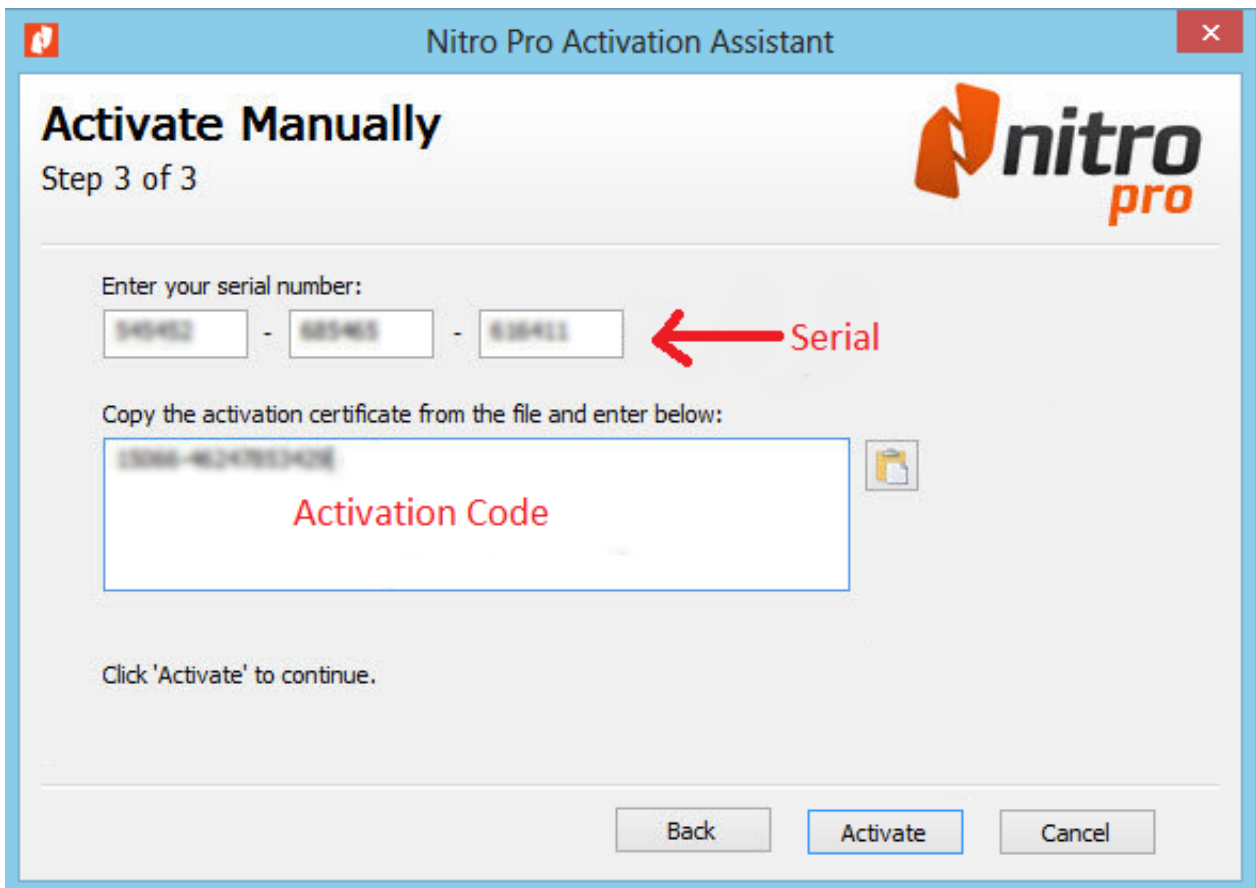 Nitro Pro Activation Assistant
Activate Manually
Step 3 of 3
nitro
pro
Enter your serial number:
- -
Serial
Copy the activation certificate from the file and enter below:
Activation Code
Click 'Activate' to continue.
Back Activate Cancel